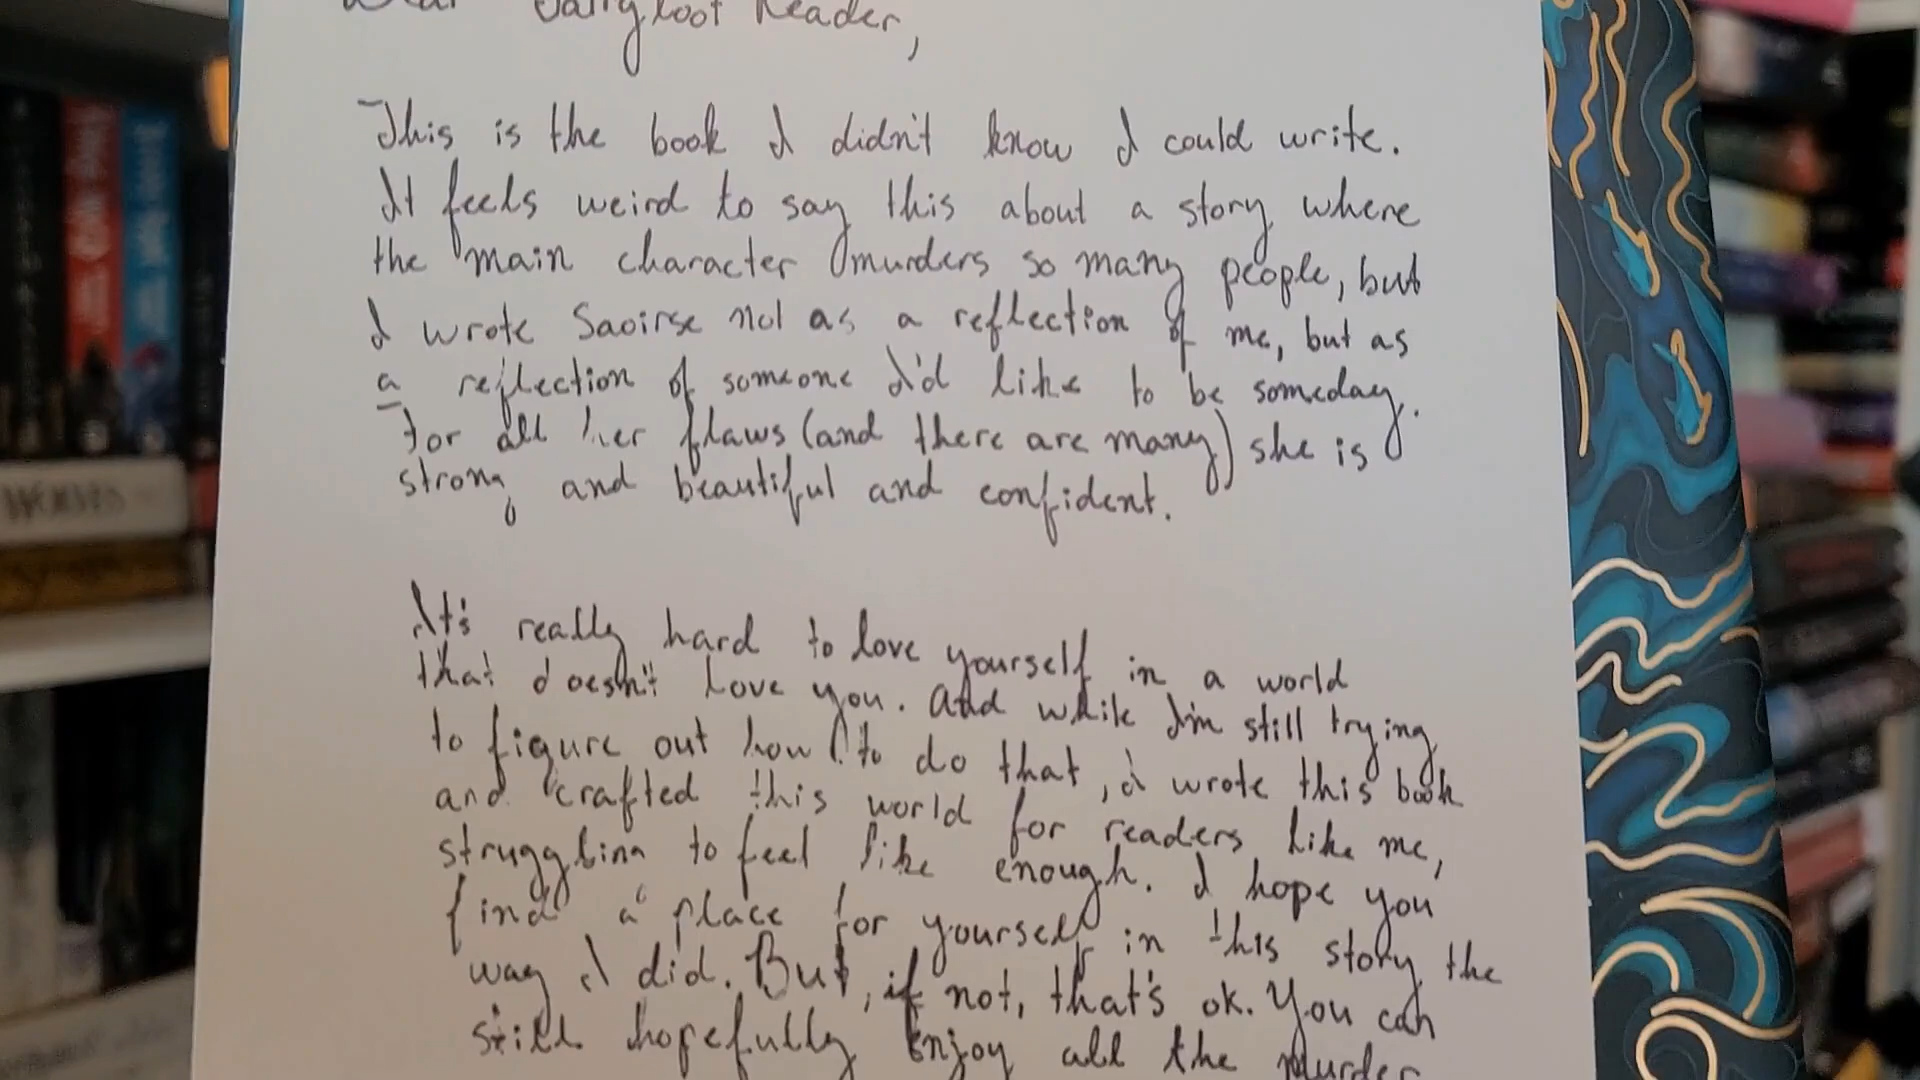 Dear Fairyloot Reader,
This is the book I didn't know I could write.
It feels weird to say this about a story where
the main character murders so many people, but
I wrote Saoirse not as a reflection of me, but as
a reflection of someone I'd like to be someday.
For all her flaws (and there are many) she is
strong and beautiful and confident.
It's really hard to love yourself in a world
that doesn't love you. And while I'm still trying
to figure out how to do that, I wrote this book
and crafted this world for readers like me,
struggling to feel like enough. I hope you
find a place for yourself in this story the
way I did. But, if not, that's ok. You can
still hopefully enjoy all the murder